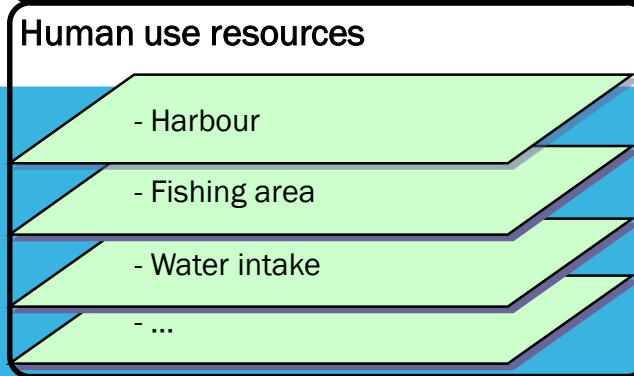 Human use resources
- Harbour
- Fishing area
- Water intake
- ...